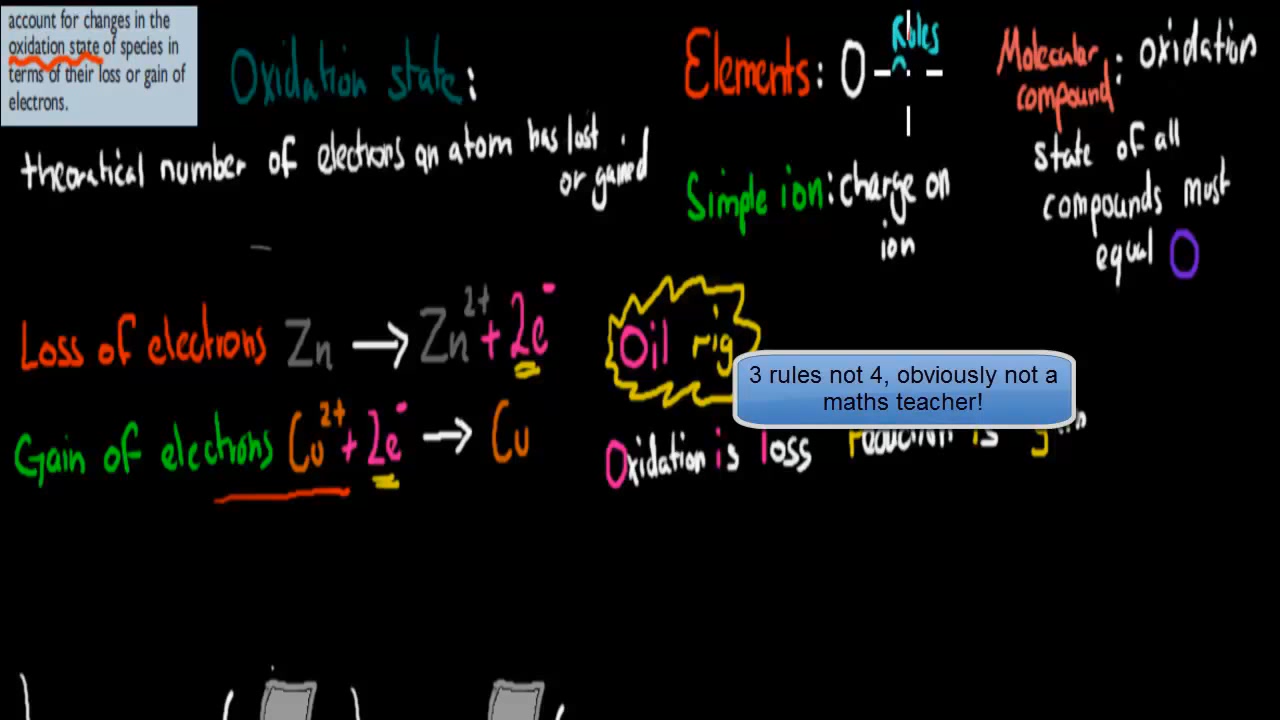 account for changes in the
oxidation state of species in
terms of their loss or gain of
electrons.
Oxidation state:
theoratical number of electrons an atom has lost
or gained
Rules
Elements: 0
Simple ion: charge on
ion
Molecular
compound: oxidation
state of all
compounds must
equal 0
Loss of electrons Zn → Zn2+ + 2e-
Gain of electrons Cu2+ + 2e- → Cu
Oil rig
3 rules not 4, obviously not a
maths teacher!
Oxidation is loss reduction is